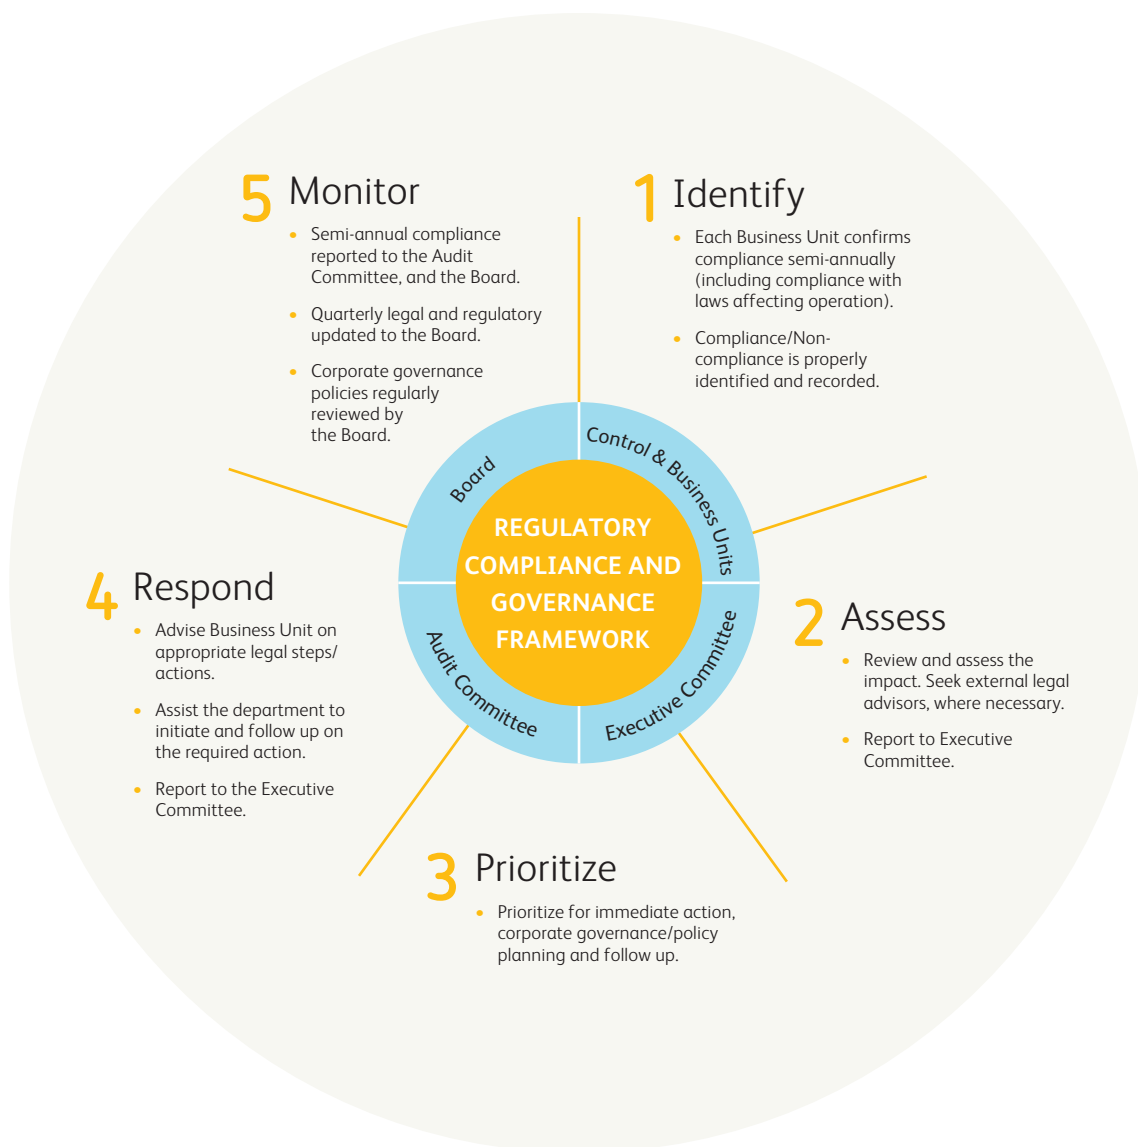 REGULATORY
COMPLIANCE AND
GOVERNANCE
FRAMEWORK
Control & Business Units
Executive Committee
Audit Committee
Board
1 Identify
• Each Business Unit confirms
compliance semi-annually
(including compliance with
laws affecting operation).
• Compliance/Non-
compliance is properly
identified and recorded.
2 Assess
• Review and assess the
impact. Seek external legal
advisors, where necessary.
• Report to Executive
Committee.
3 Prioritize
• Prioritize for immediate action,
corporate governance/policy
planning and follow up.
4 Respond
• Advise Business Unit on
appropriate legal steps/
actions.
• Assist the department to
initiate and follow up on
the required action.
• Report to the Executive
Committee.
5 Monitor
• Semi-annual compliance
reported to the Audit
Committee, and the Board.
• Quarterly legal and regulatory
updated to the Board.
• Corporate governance
policies regularly
reviewed by
the Board.